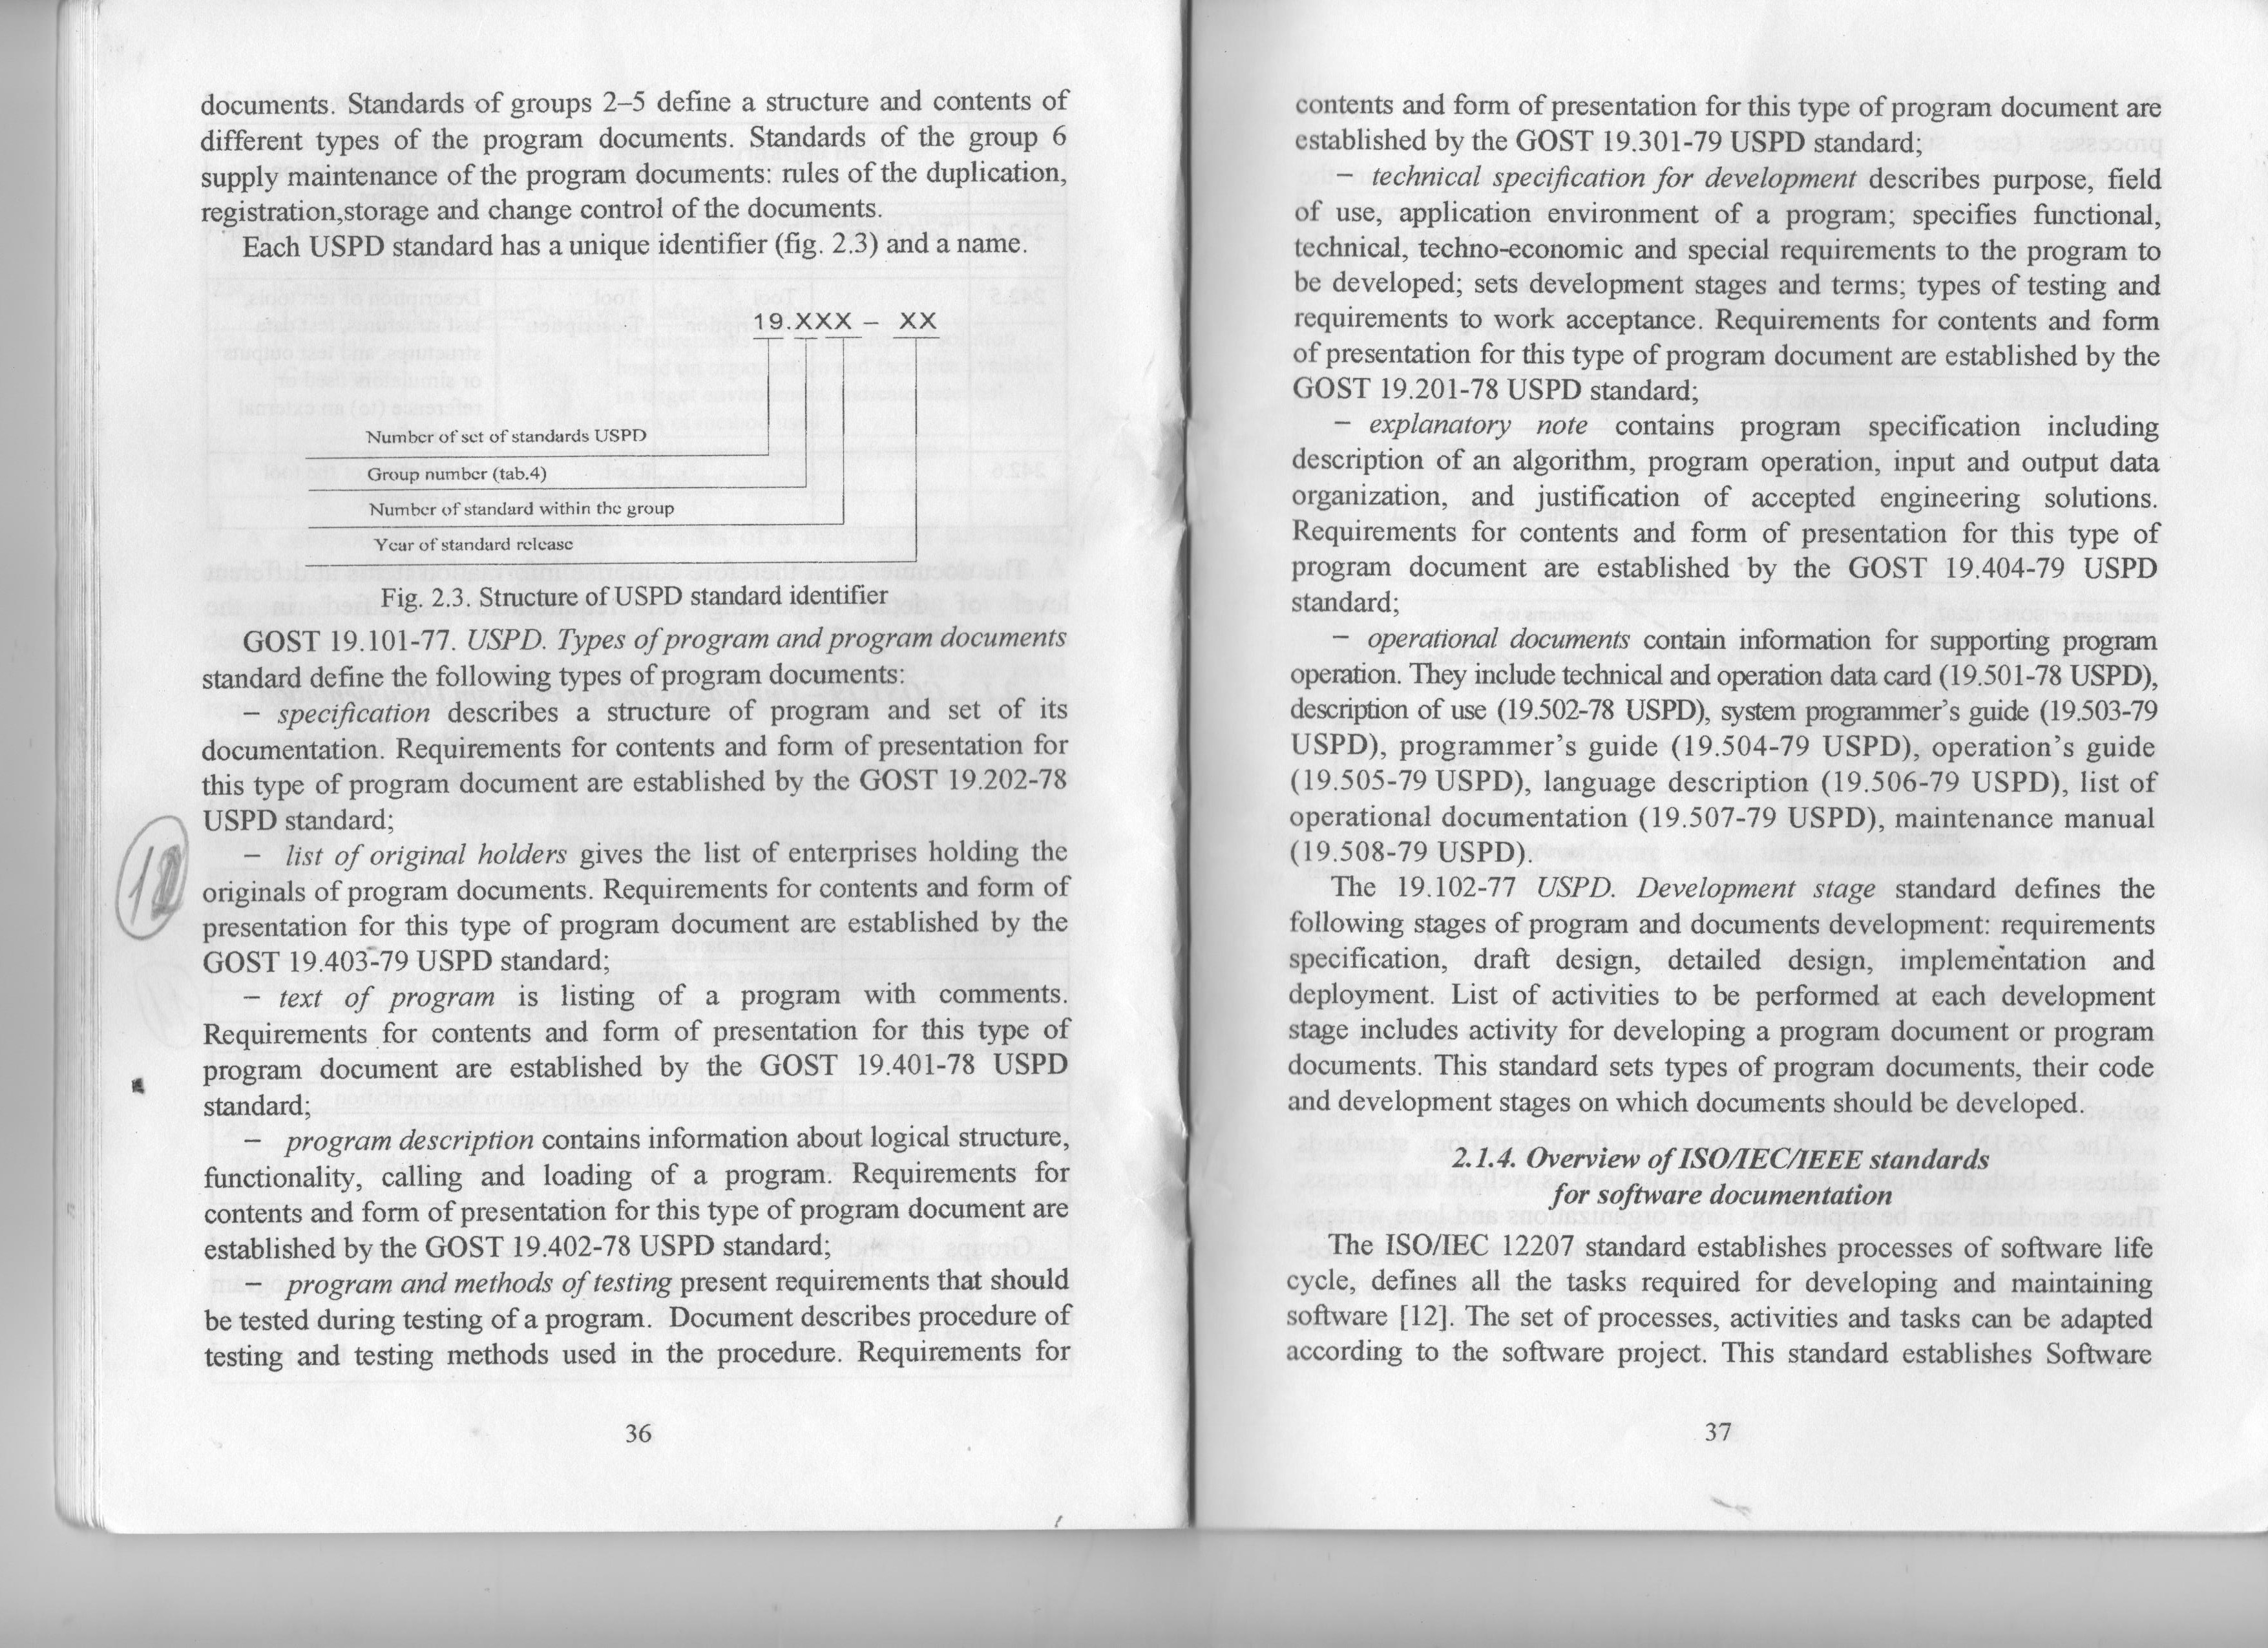 documents. Standards of groups 2–5 define a structure and contents of
different types of the program documents. Standards of the group 6
supply maintenance of the program documents: rules of the duplication,
registration,storage and change control of the documents.
Each USPD standard has a unique identifier (fig. 2.3) and a name.
19.XXX – XX
Number of set of standards USPD
Group number (tab.4)
Number of standard within the group
Year of standard release
Fig. 2.3. Structure of USPD standard identifier
GOST 19.101-77. USPD. Types of program and program documents
standard define the following types of program documents:
– specification describes a structure of program and set of its
documentation. Requirements for contents and form of presentation for
this type of program document are established by the GOST 19.202-78
USPD standard;
– list of original holders gives the list of enterprises holding the
originals of program documents. Requirements for contents and form of
presentation for this type of program document are established by the
GOST 19.403-79 USPD standard;
– text of program is listing of a program with comments.
Requirements for contents and form of presentation for this type of
program document are established by the GOST 19.401-78 USPD
standard;
– program description contains information about logical structure,
functionality, calling and loading of a program. Requirements for
contents and form of presentation for this type of program document are
established by the GOST 19.402-78 USPD standard;
– program and methods of testing present requirements that should
be tested during testing of a program. Document describes procedure of
testing and testing methods used in the procedure. Requirements for
36
contents and form of presentation for this type of program document are
established by the GOST 19.301-79 USPD standard;
– technical specification for development describes purpose, field
of use, application environment of a program; specifies functional,
technical, techno-economic and special requirements to the program to
be developed; sets development stages and terms; types of testing and
requirements to work acceptance. Requirements for contents and form
of presentation for this type of program document are established by the
GOST 19.201-78 USPD standard;
– explanatory note contains program specification including
description of an algorithm, program operation, input and output data
organization, and justification of accepted engineering solutions.
Requirements for contents and form of presentation for this type of
program document are established by the GOST 19.404-79 USPD
standard;
– operational documents contain information for supporting program
operation. They include technical and operation data card (19.501-78 USPD),
description of use (19.502-78 USPD), system programmer's guide (19.503-79
USPD), programmer's guide (19.504-79 USPD), operation's guide
(19.505-79 USPD), language description (19.506-79 USPD), list of
operational documentation (19.507-79 USPD), maintenance manual
(19.508-79 USPD).
The 19.102-77 USPD. Development stage standard defines the
following stages of program and documents development: requirements
specification, draft design, detailed design, implementation and
deployment. List of activities to be performed at each development
stage includes activity for developing a program document or program
documents. This standard sets types of program documents, their code
and development stages on which documents should be developed.
2.1.4. Overview of ISO/IEC/IEEE standards
for software documentation
The ISO/IEC 12207 standard establishes processes of software life
cycle, defines all the tasks required for developing and maintaining
software [12]. The set of processes, activities and tasks can be adapted
according to the software project. This standard establishes Software
37